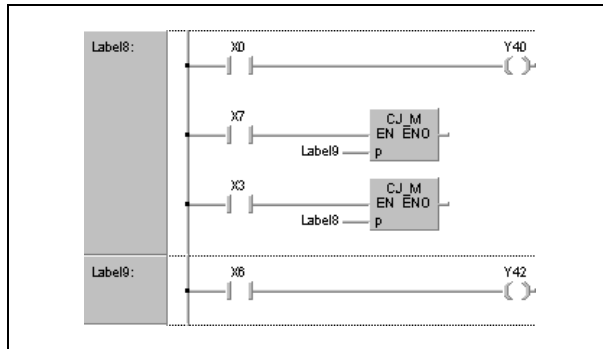 Label8:
X0 Y40
X7
CJ_M
EN ENO
Label9 p
X3
CJ_M
EN ENO
Label8 p
Label9:
X6 Y42